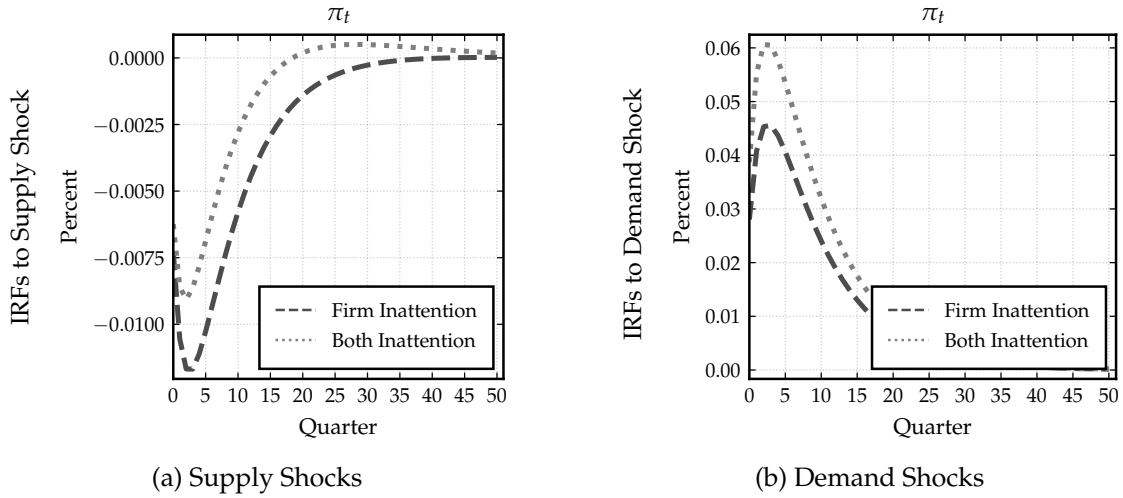 π_t
IRFs to Supply Shock
Percent
0.0000
−0.0025
−0.0050
−0.0075
−0.0100
Firm Inattention
Both Inattention
0 5 10 15 20 25 30 35 40 45 50
Quarter
(a) Supply Shocks
π_t
IRFs to Demand Shock
Percent
0.06
0.05
0.04
0.03
0.02
0.01
0.00
Firm Inattention
Both Inattention
0 5 10 15 20 25 30 35 40 45 50
Quarter
(b) Demand Shocks